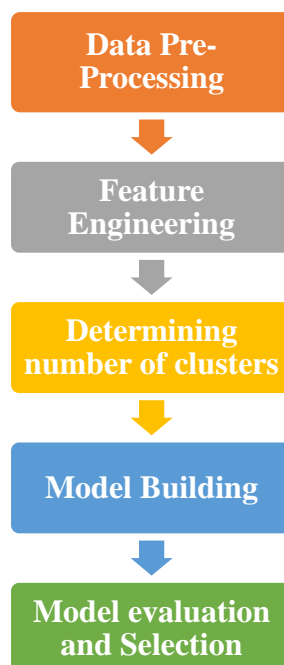 Data Pre-
Processing
Feature
Engineering
Determining
number of clusters
Model Building
Model evaluation
and Selection